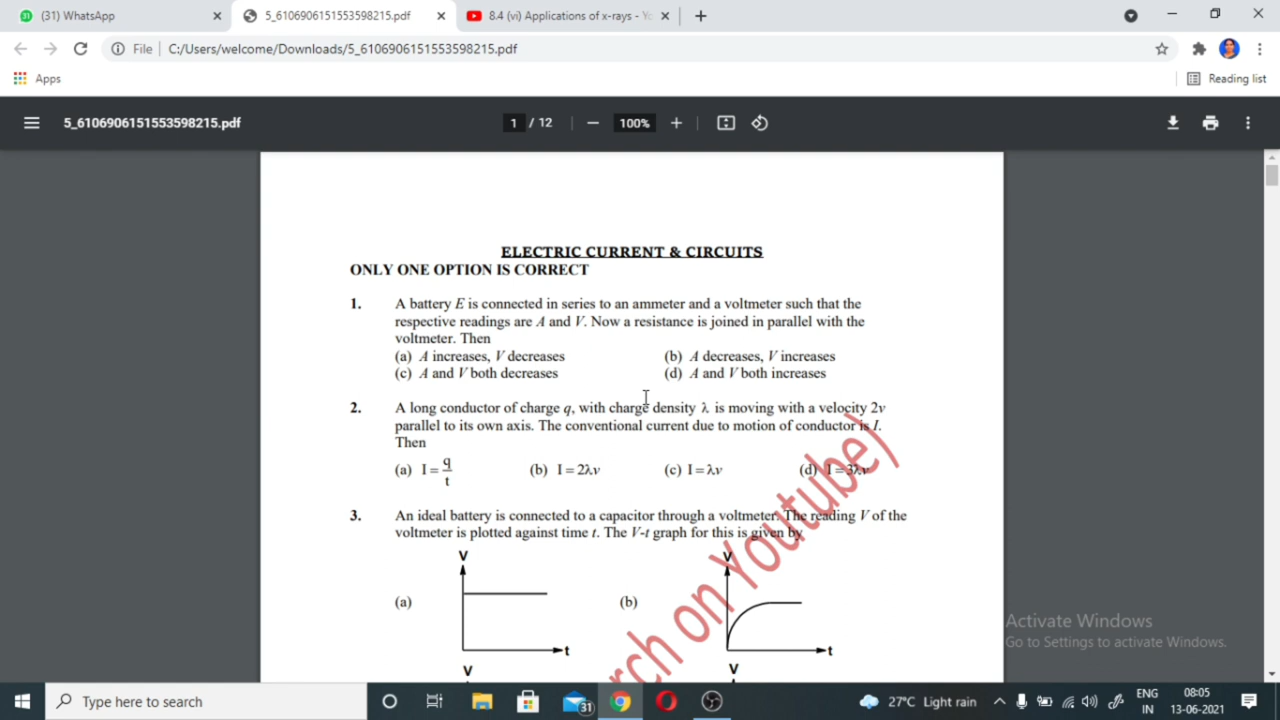 (31) WhatsApp
5_6106906151553598215.pdf
8.4 (vi) Applications of x-rays - Yo
File
C:/Users/welcome/Downloads/5_6106906151553598215.pdf
Apps
Reading list
5_6106906151553598215.pdf
1 / 12
100%
ELECTRIC CURRENT & CIRCUITS
ONLY ONE OPTION IS CORRECT
1. A battery E is connected in series to an ammeter and a voltmeter such that the
respective readings are A and V. Now a resistance is joined in parallel with the
voltmeter. Then
(a) A increases, V decreases (b) A decreases, V increases
(c) A and V both decreases (d) A and V both increases
2. A long conductor of charge q, with charge density λ is moving with a velocity 2v
parallel to its own axis. The conventional current due to motion of conductor is I.
Then
(a) I = q/t (b) I = 2λv (c) I = λv (d) I = 3λv
3. An ideal battery is connected to a capacitor through a voltmeter. The reading V of the
voltmeter is plotted against time t. The V-t graph for this is given by
V V
(a) (b)
t t
V V
rch on Youtube)
Activate Windows
Go to Settings to activate Windows.
Type here to search
31
27°C Light rain
ENG
IN
08:05
13-06-2021